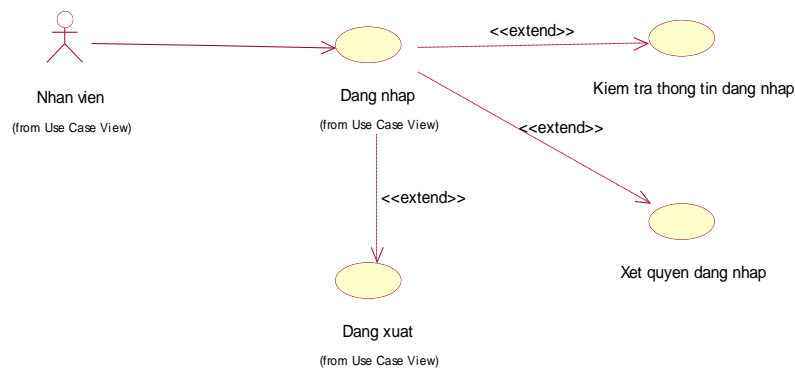 <<extend>>
Nhan vien
(from Use Case View)
Dang nhap
(from Use Case View)
Kiem tra thong tin dang nhap
<<extend>>
<<extend>>
Xet quyen dang nhap
Dang xuat
(from Use Case View)